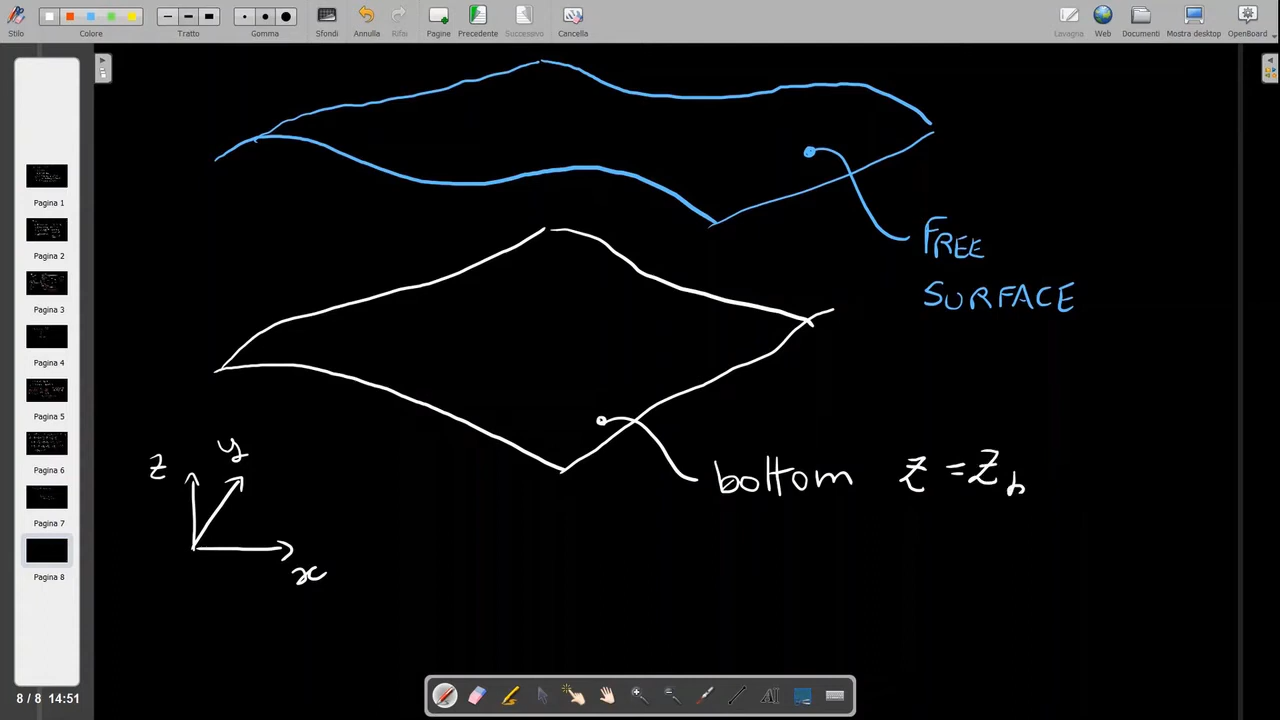 Stilo
Colore
Tratto
Gomma
Sfondi
Annulla
Rifai
Pagine
Precedente
Successivo
Cancella
Lavagna
Web
Documenti
Mostra desktop
OpenBoard
Pagina 1
Pagina 2
Pagina 3
Pagina 4
Pagina 5
Pagina 6
Pagina 7
Pagina 8
8 / 8 14:51
FREE
SURFACE
bottom z = z_b
z
y
x
AI